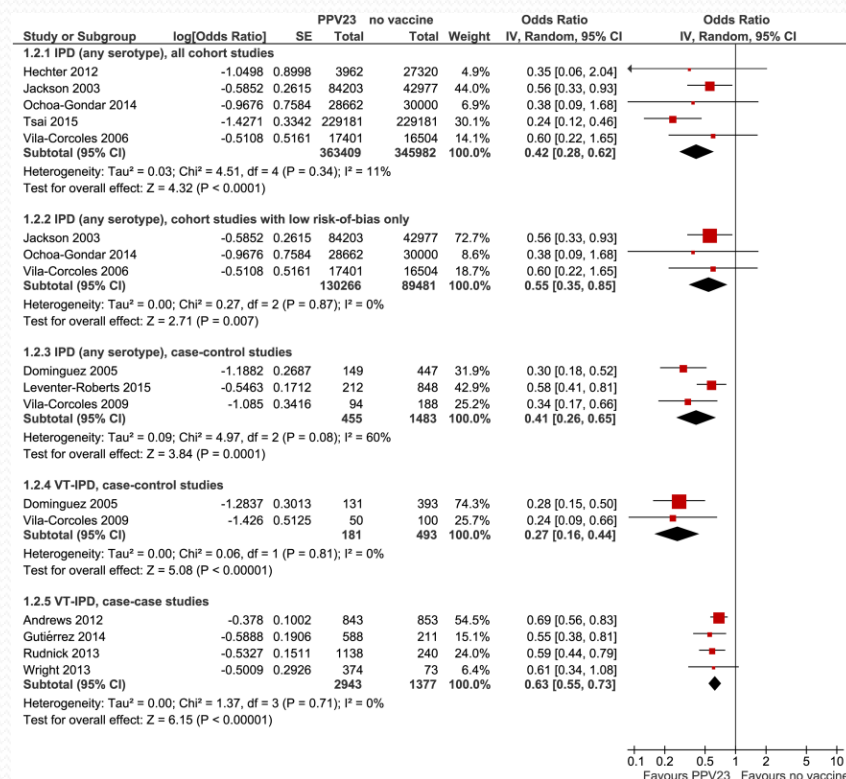 PPV23 no vaccine Odds Ratio Odds Ratio
Study or Subgroup log[Odds Ratio] SE Total Total Weight IV, Random, 95% CI IV, Random, 95% CI
1.2.1 IPD (any serotype), all cohort studies
Hechter 2012 -1.0498 0.8998 3962 27320 4.9% 0.35 [0.06, 2.04]
Jackson 2003 -0.5852 0.2615 84203 42977 44.0% 0.56 [0.33, 0.93]
Ochoa-Gondar 2014 -0.9676 0.7584 28662 30000 6.9% 0.38 [0.09, 1.68]
Tsai 2015 -1.4271 0.3342 229181 229181 30.1% 0.24 [0.12, 0.46]
Vila-Corcoles 2006 -0.5108 0.5161 17401 16504 14.1% 0.60 [0.22, 1.65]
Subtotal (95% CI) 363409 345982 100.0% 0.42 [0.28, 0.62]
Heterogeneity: Tau² = 0.03; Chi² = 4.51, df = 4 (P = 0.34); I² = 11%
Test for overall effect: Z = 4.32 (P < 0.0001)
1.2.2 IPD (any serotype), cohort studies with low risk-of-bias only
Jackson 2003 -0.5852 0.2615 84203 42977 72.7% 0.56 [0.33, 0.93]
Ochoa-Gondar 2014 -0.9676 0.7584 28662 30000 8.6% 0.38 [0.09, 1.68]
Vila-Corcoles 2006 -0.5108 0.5161 17401 16504 18.7% 0.60 [0.22, 1.65]
Subtotal (95% CI) 130266 89481 100.0% 0.55 [0.35, 0.85]
Heterogeneity: Tau² = 0.00; Chi² = 0.27, df = 2 (P = 0.87); I² = 0%
Test for overall effect: Z = 2.71 (P = 0.007)
1.2.3 IPD (any serotype), case-control studies
Dominguez 2005 -1.1882 0.2687 149 447 31.9% 0.30 [0.18, 0.52]
Leventer-Roberts 2015 -0.5463 0.1712 212 848 42.9% 0.58 [0.41, 0.81]
Vila-Corcoles 2009 -1.085 0.3416 94 188 25.2% 0.34 [0.17, 0.66]
Subtotal (95% CI) 455 1483 100.0% 0.41 [0.26, 0.65]
Heterogeneity: Tau² = 0.09; Chi² = 4.97, df = 2 (P = 0.08); I² = 60%
Test for overall effect: Z = 3.84 (P = 0.0001)
1.2.4 VT-IPD, case-control studies
Dominguez 2005 -1.2837 0.3013 131 393 74.3% 0.28 [0.15, 0.50]
Vila-Corcoles 2009 -1.426 0.5125 50 100 25.7% 0.24 [0.09, 0.66]
Subtotal (95% CI) 181 493 100.0% 0.27 [0.16, 0.44]
Heterogeneity: Tau² = 0.00; Chi² = 0.06, df = 1 (P = 0.81); I² = 0%
Test for overall effect: Z = 5.08 (P < 0.00001)
1.2.5 VT-IPD, case-case studies
Andrews 2012 -0.378 0.1002 843 853 54.5% 0.69 [0.56, 0.83]
Gutiérrez 2014 -0.5888 0.1906 588 211 15.1% 0.55 [0.38, 0.81]
Rudnick 2013 -0.5327 0.1511 1138 240 24.0% 0.59 [0.44, 0.79]
Wright 2013 -0.5009 0.2926 374 73 6.4% 0.61 [0.34, 1.08]
Subtotal (95% CI) 2943 1377 100.0% 0.63 [0.55, 0.73]
Heterogeneity: Tau² = 0.00; Chi² = 1.37, df = 3 (P = 0.71); I² = 0%
Test for overall effect: Z = 6.15 (P < 0.00001)
0.1 0.2 0.5 1 2 5 10
Favours PPV23 Favours no vaccine